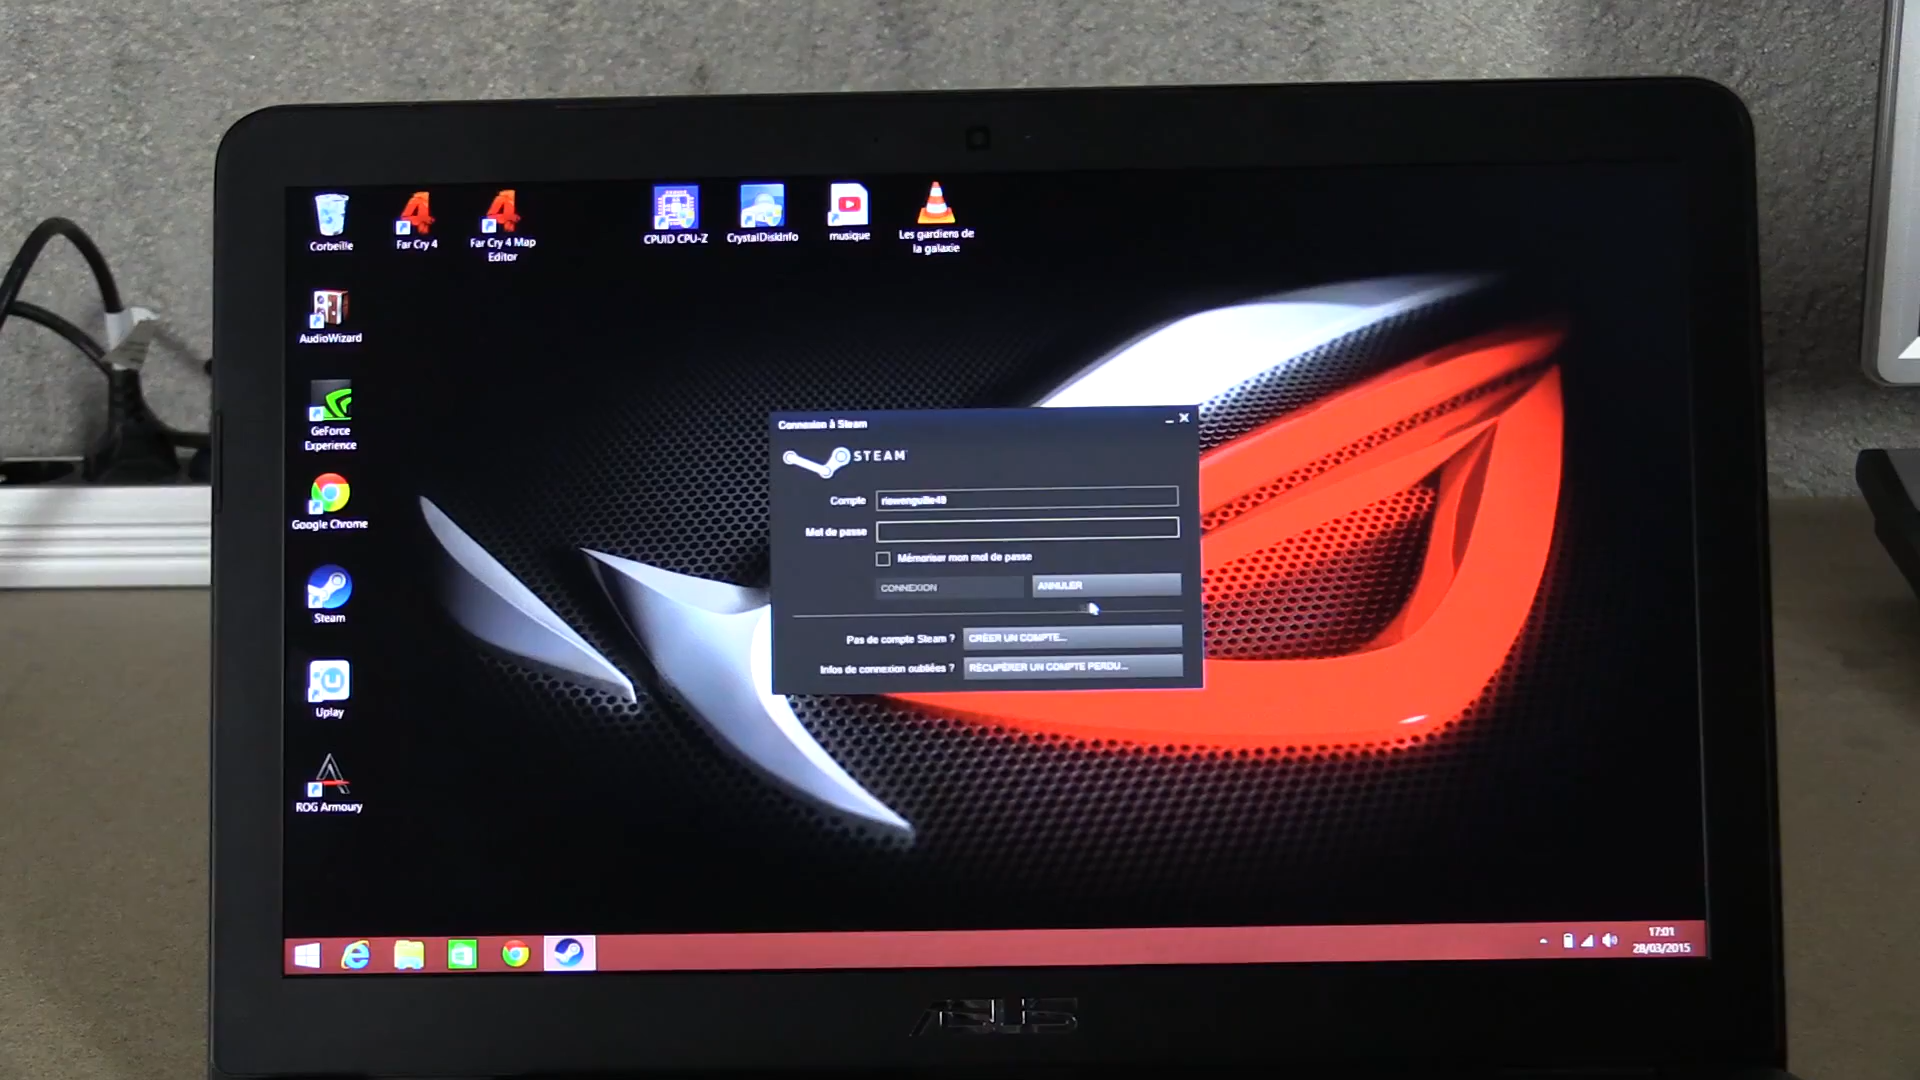 Corbeille
Far Cry 4
Far Cry 4 Map
Editor
CPUID CPU-Z
CrystalDiskInfo
musique
Les gardiens de
la galaxie
AudioWizard
GeForce
Experience
Google Chrome
Steam
Uplay
ROG Armoury
Connexion à Steam
STEAM
Compte
Mot de passe
Mémoriser mon mot de passe
CONNEXION
ANNULER
Pas de compte Steam ?
CRÉER UN COMPTE...
Infos de connexion oubliées ?
RÉCUPÉRER UN COMPTE PERDU...
17:01
28/03/2015
ASUS